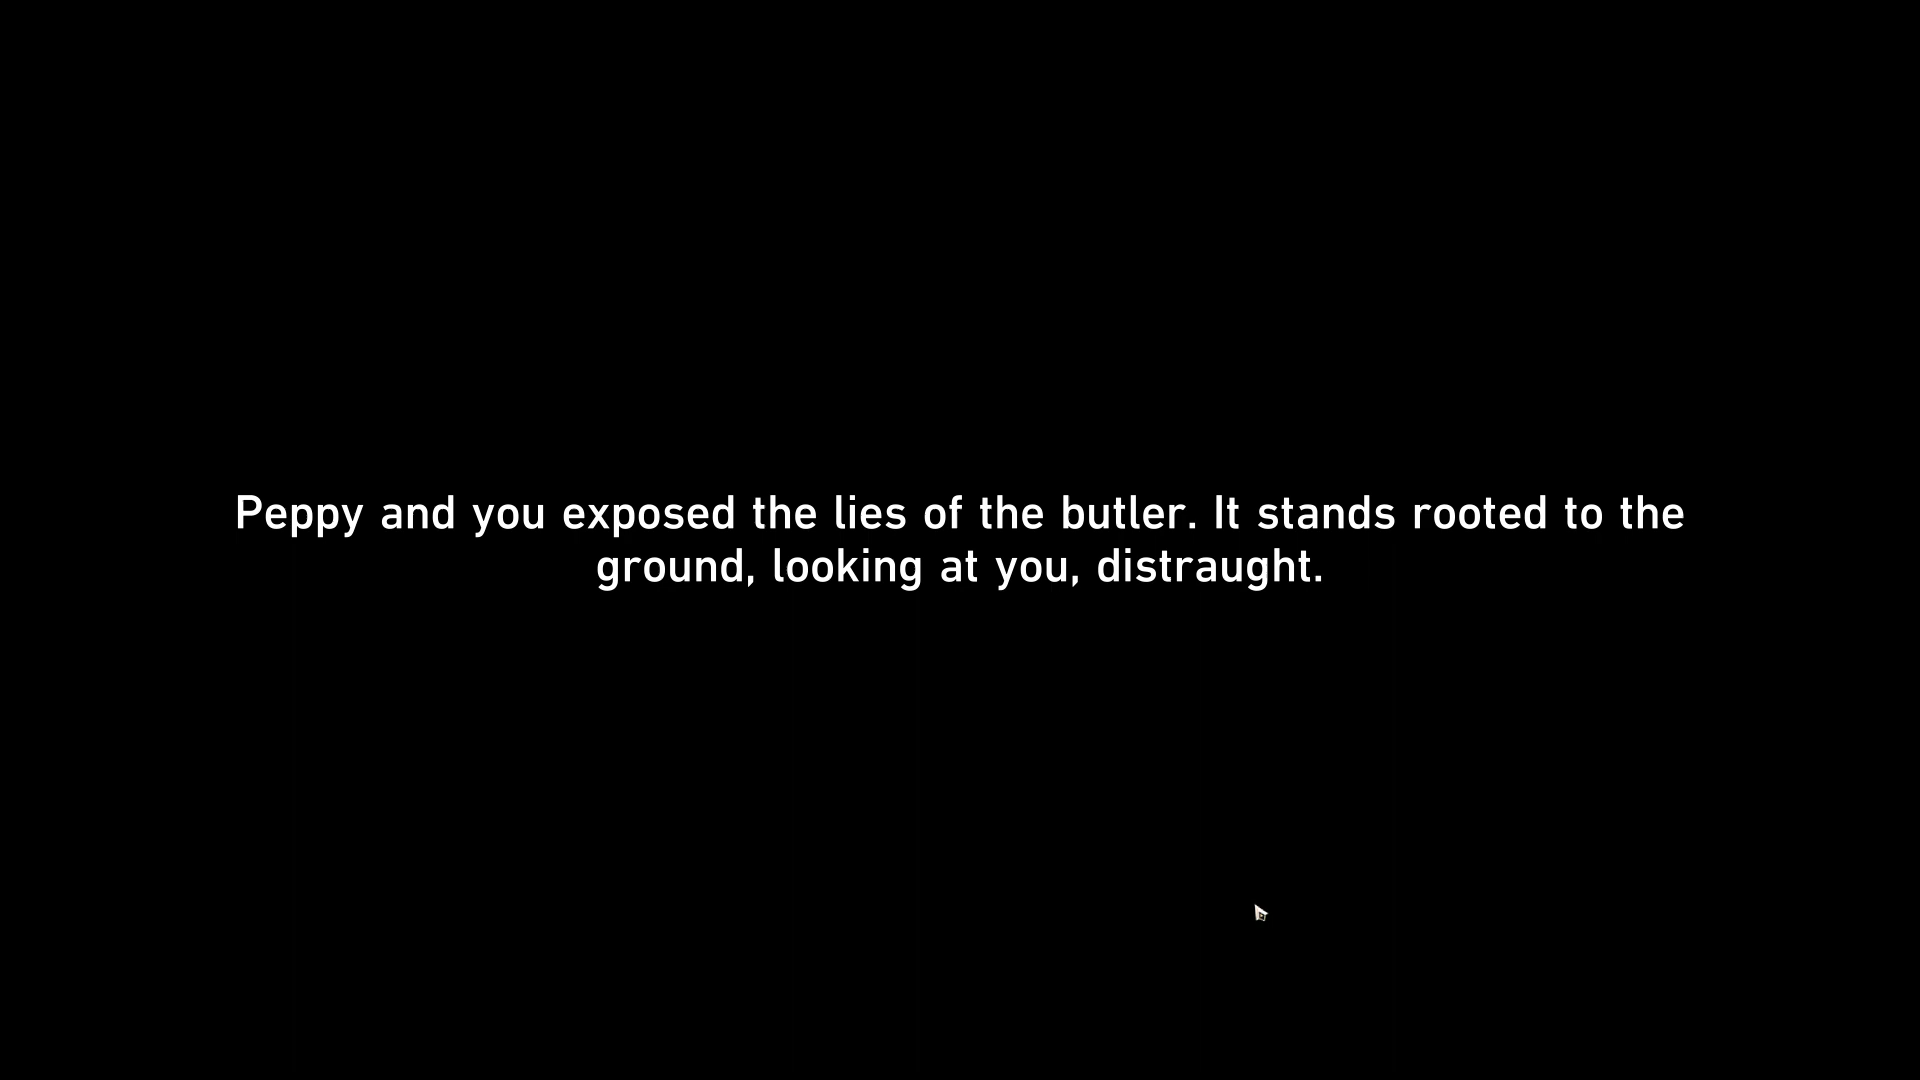 Peppy and you exposed the lies of the butler. It stands rooted to the
ground, looking at you, distraught.